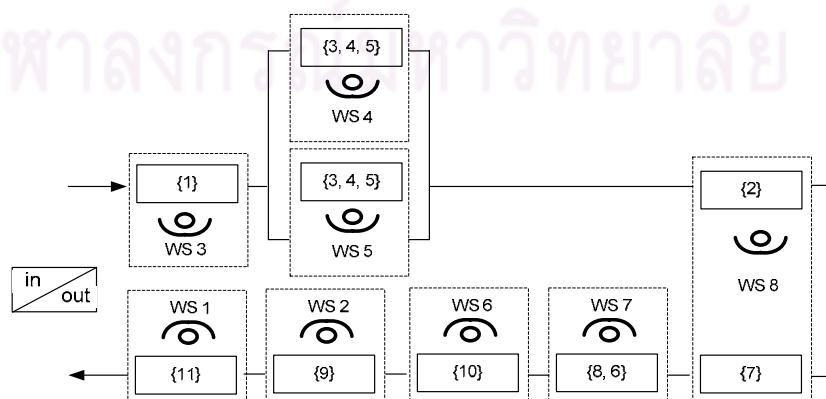 ฬาลงกรณ์มหาวิทยาลัย
{3, 4, 5}
WS 4
{1}
WS 3
{3, 4, 5}
WS 5
{2}
WS 8
in
out
WS 1
WS 2
WS 6
WS 7
{11}
{9}
{10}
{8, 6}
{7}